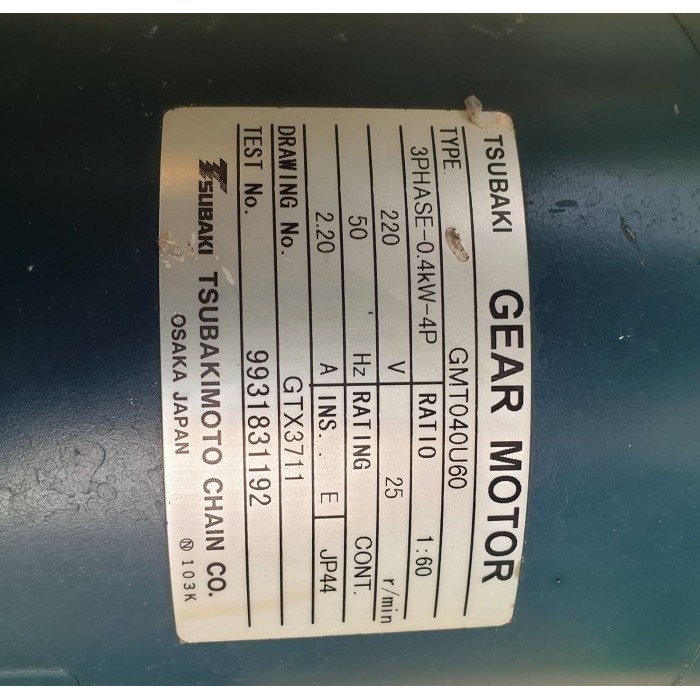 TSUBAKI GEAR MOTOR
TYPE GMT040U60
3PHASE-0.4kW-4P RATIO 1:60
220 V 25 r/min
50 Hz RATING CONT.
2.20 A INS. E JP44
DRAWING No. GTX3711
TEST No. 9931831192
TSUBAKI TSUBAKIMOTO CHAIN CO.
OSAKA JAPAN Ⓝ103K